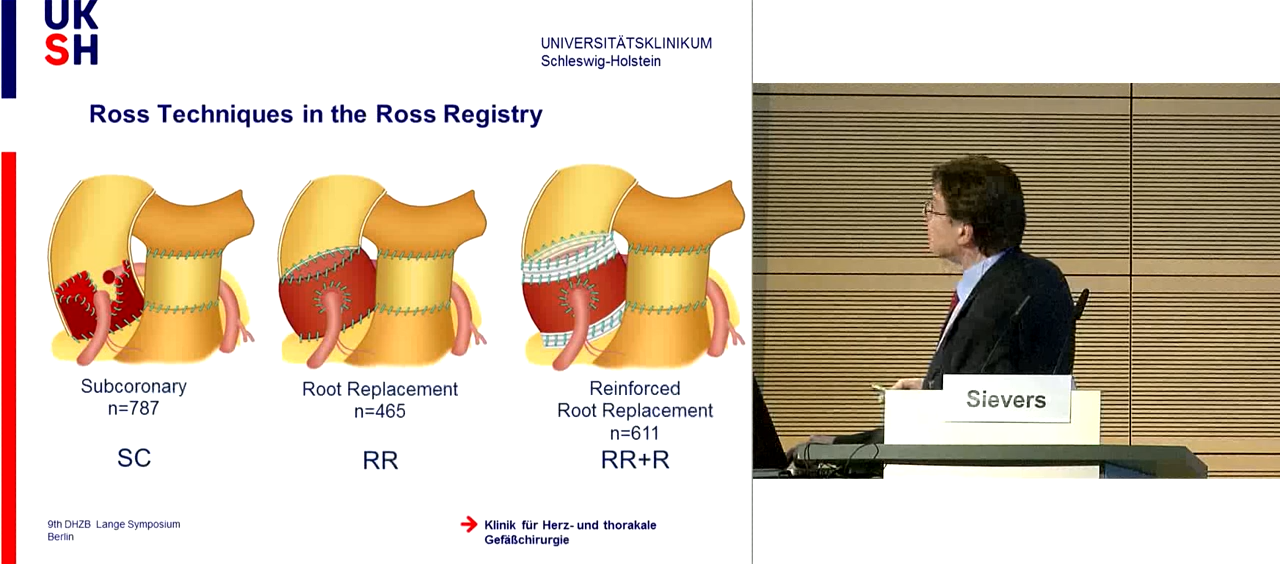 UK
SH
UNIVERSITÄTSKLINIKUM
Schleswig-Holstein
Ross Techniques in the Ross Registry
Subcoronary
n=787
SC
Root Replacement
n=465
RR
Reinforced
Root Replacement
n=611
RR+R
9th DHZB Lange Symposium
Berlin
Klinik für Herz- und thorakale
Gefäßchirurgie
Sievers